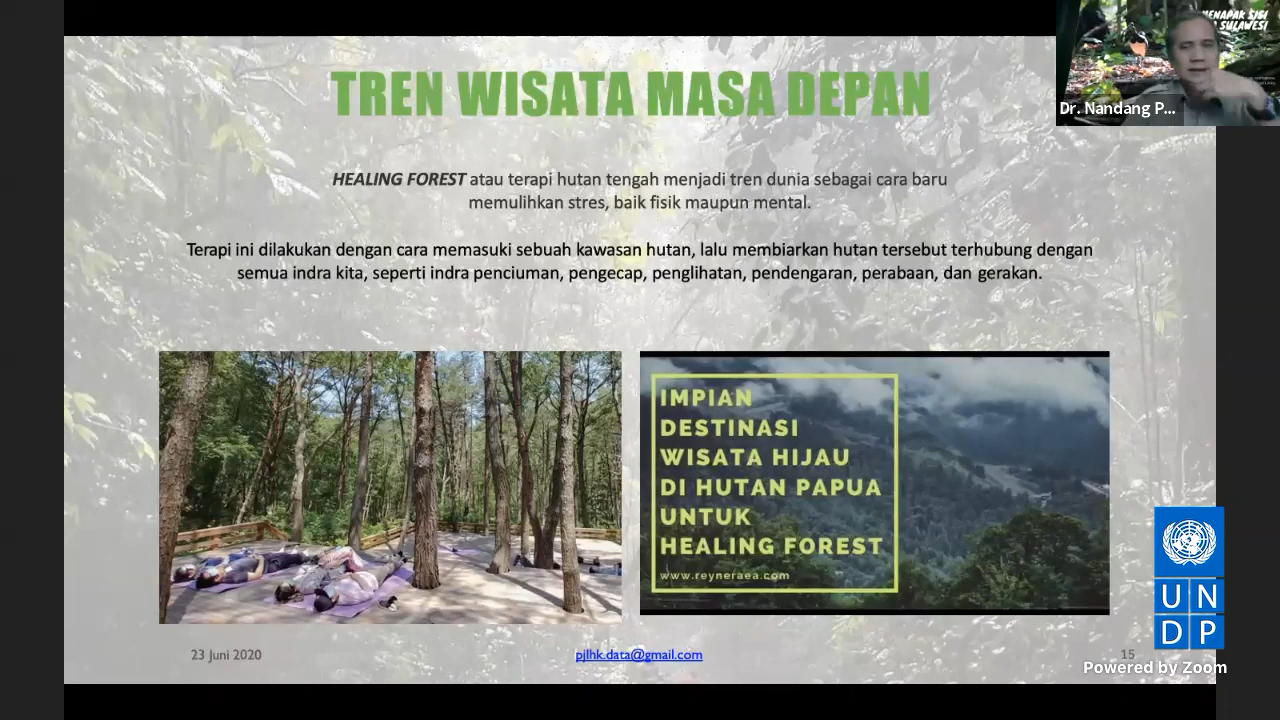 MENAPAK SIGI
SULAWESI
Dr. Nandang P...
TREN WISATA MASA DEPAN
HEALING FOREST atau terapi hutan tengah menjadi tren dunia sebagai cara baru
memulihkan stres, baik fisik maupun mental.
Terapi ini dilakukan dengan cara memasuki sebuah kawasan hutan, lalu membiarkan hutan tersebut terhubung dengan
semua indra kita, seperti indra penciuman, pengecap, penglihatan, pendengaran, perabaan, dan gerakan.
IMPIAN
DESTINASI
WISATA HIJAU
DI HUTAN PAPUA
UNTUK
HEALING FOREST
www.reyneraea.com
23 Juni 2020
pjlhk.data@gmail.com
15
U N
D P
Powered by Zoom